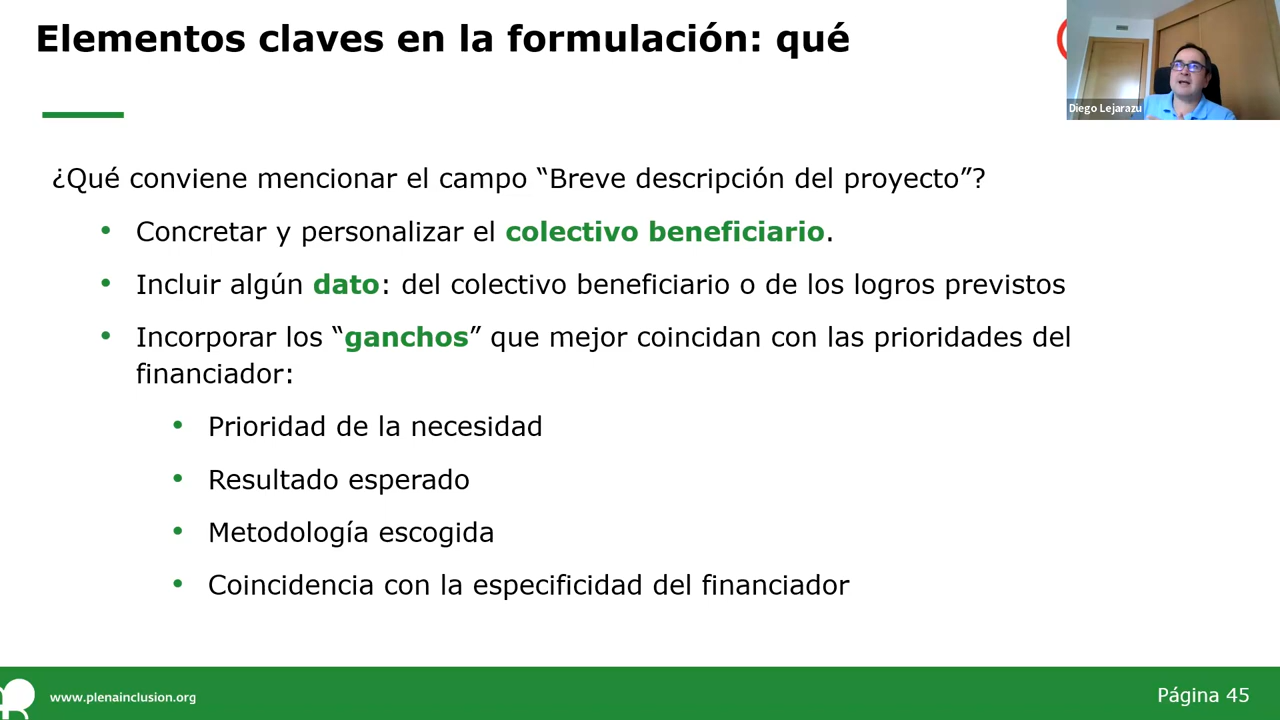 Elementos claves en la formulación: qué
Diego Lejarazu
¿Qué conviene mencionar el campo “Breve descripción del proyecto”?
• Concretar y personalizar el colectivo beneficiario.
• Incluir algún dato: del colectivo beneficiario o de los logros previstos
• Incorporar los “ganchos” que mejor coincidan con las prioridades del
financiador:
• Prioridad de la necesidad
• Resultado esperado
• Metodología escogida
• Coincidencia con la especificidad del financiador
www.plenainclusion.org
Página 45